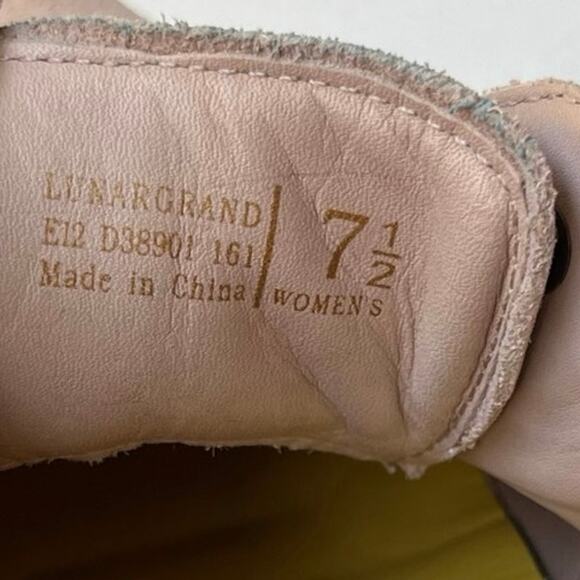 LUNARGRAND
E12 D38901 161
Made in China
7 1/2
WOMEN'S